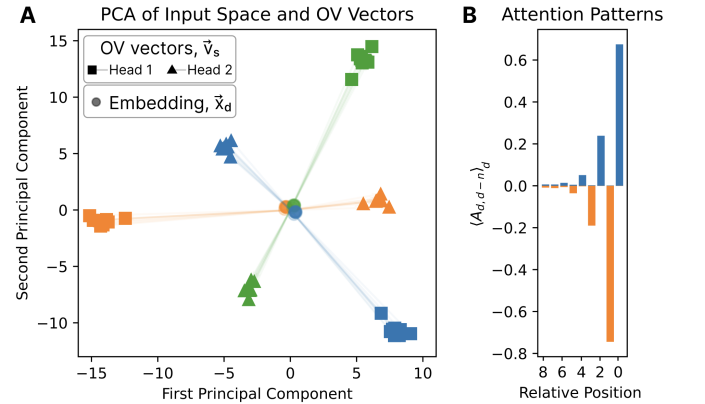 A
PCA of Input Space and OV Vectors
OV vectors, v⃗ₛ
Head 1
Head 2
Embedding, x⃗_d
Second Principal Component
15
10
5
0
−5
−10
−15
−10
−5
0
5
10
First Principal Component
B
Attention Patterns
⟨A_{d, d−n}⟩_d
0.6
0.4
0.2
0.0
−0.2
−0.4
−0.6
−0.8
8 6 4 2 0
Relative Position